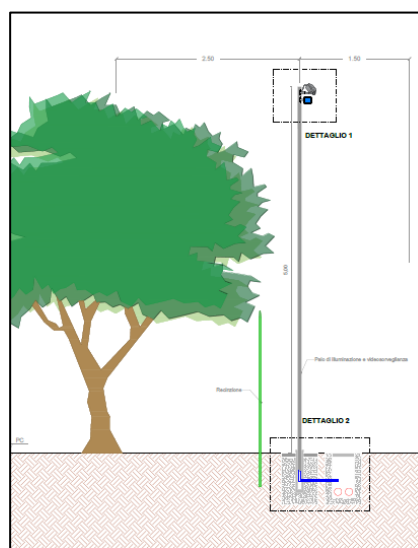 2.50
1.50
DETTAGLIO 1
5,00
Palo di illuminazione e videosorveglianza
Recinzione
DETTAGLIO 2
PC